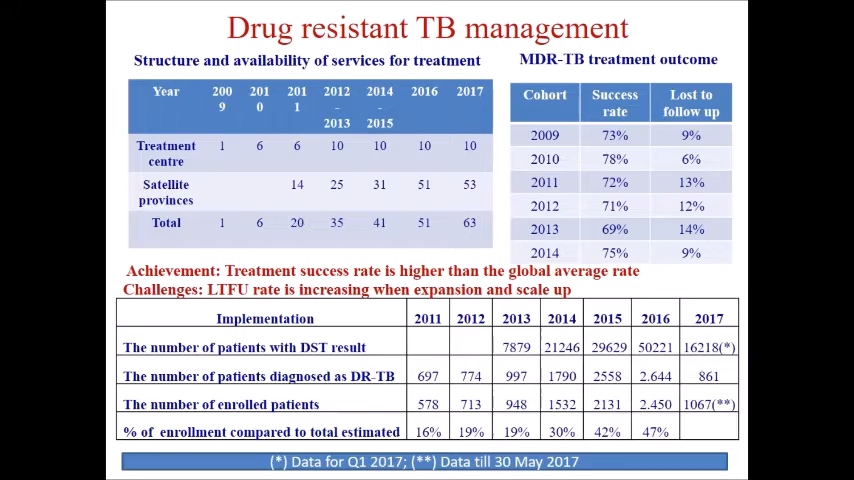 Drug resistant TB management
Structure and availability of services for treatment
Year 2009 2010 2011 2012-2013 2014-2015 2016 2017
Treatment centre 1 6 6 10 10 10 10
Satellite provinces 14 25 31 51 53
Total 1 6 20 35 41 51 63
MDR-TB treatment outcome
Cohort Success rate Lost to follow up
2009 73% 9%
2010 78% 6%
2011 72% 13%
2012 71% 12%
2013 69% 14%
2014 75% 9%
Achievement: Treatment success rate is higher than the global average rate
Challenges: LTFU rate is increasing when expansion and scale up
Implementation 2011 2012 2013 2014 2015 2016 2017
The number of patients with DST result 7879 21246 29629 50221 16218(*)
The number of patients diagnosed as DR-TB 697 774 997 1790 2558 2.644 861
The number of enrolled patients 578 713 948 1532 2131 2.450 1067(**)
% of enrollment compared to total estimated 16% 19% 19% 30% 42% 47%
(*) Data for Q1 2017; (**) Data till 30 May 2017